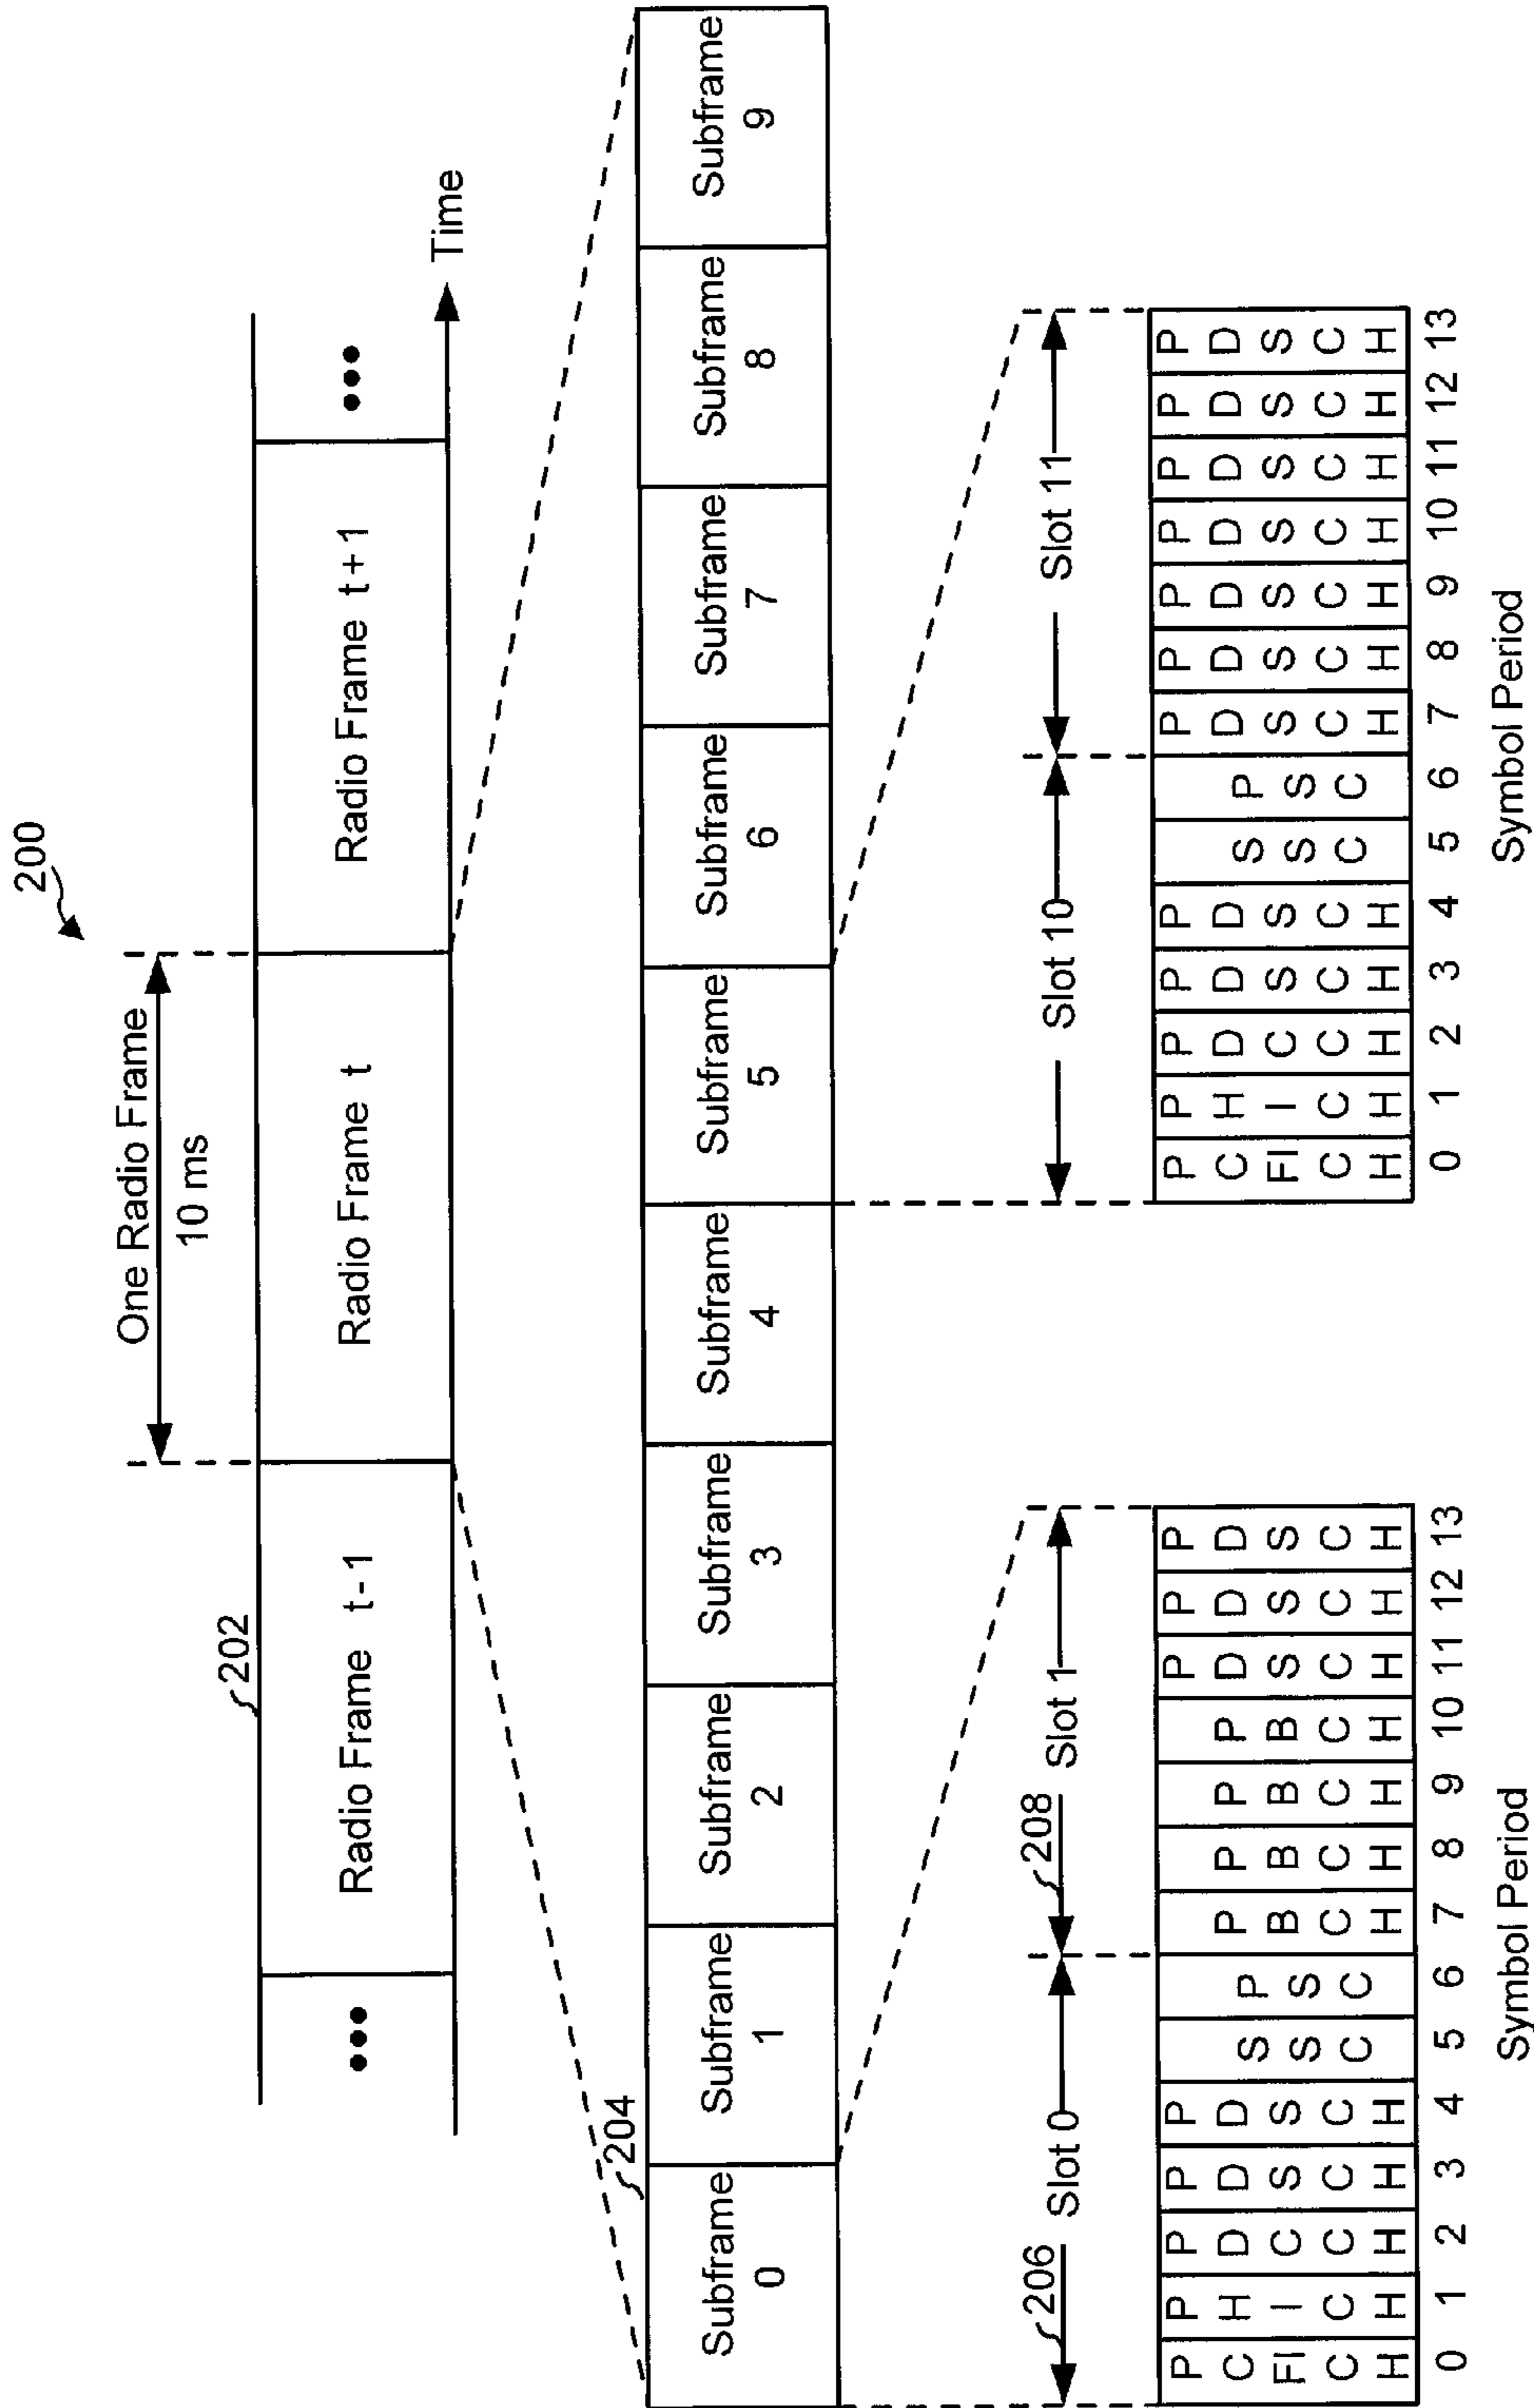 200
One Radio Frame
10 ms
202
••• Radio Frame t-1 Radio Frame t Radio Frame t+1 •••
Time
204
Subframe 0 Subframe 1 Subframe 2 Subframe 3 Subframe 4 Subframe 5 Subframe 6 Subframe 7 Subframe 8 Subframe 9
206 208
Slot 0 Slot 1
P P P P P P P P
C H D D D S P P P P P D D D
FI I C S S S S B B B B S S S
C C C C C C C C C C C C C C
H H H H H H H H H H H H
0 1 2 3 4 5 6 7 8 9 10 11 12 13
Symbol Period
Slot 10 Slot 11
P P P P P P P P P P P P
C H D D D S P D D D D D D D
FI I C S S S S S S S S S S S
C C C C C C C C C C C C C C
H H H H H H H H H H H H
0 1 2 3 4 5 6 7 8 9 10 11 12 13
Symbol Period